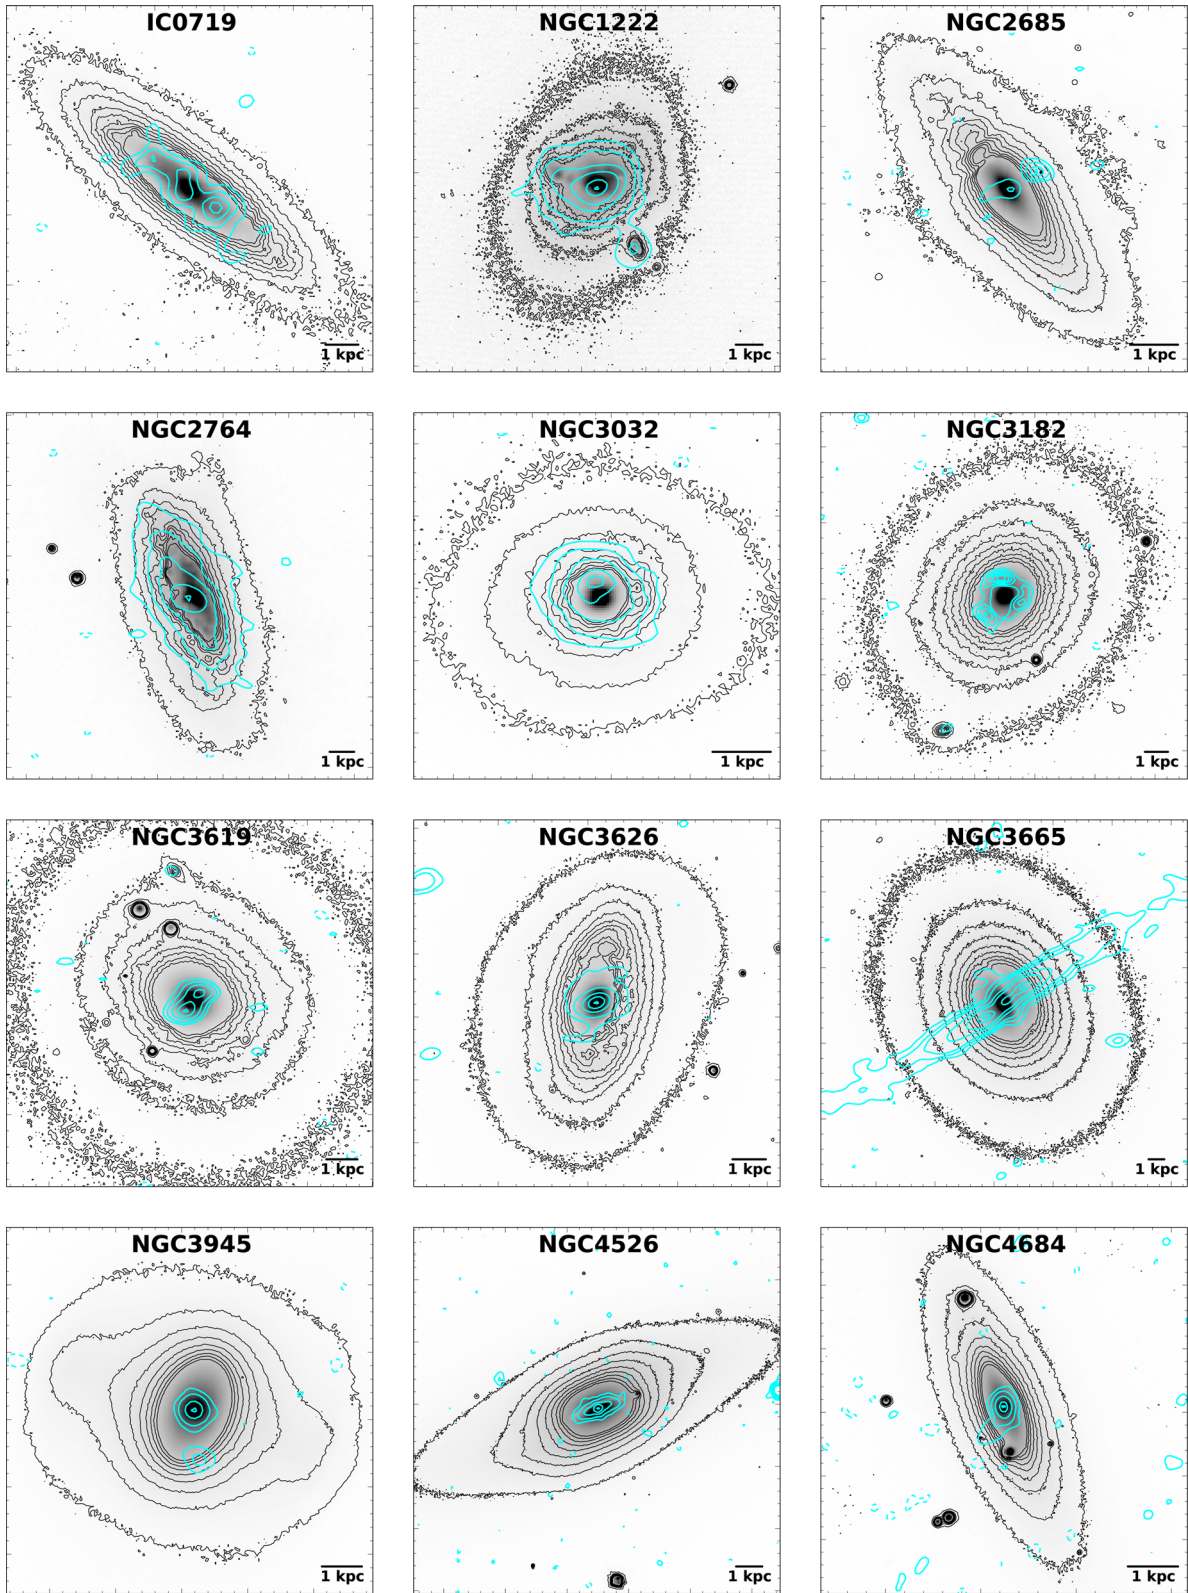 IC0719
NGC1222
NGC2685
1 kpc
1 kpc
1 kpc
NGC2764
NGC3032
NGC3182
1 kpc
1 kpc
1 kpc
NGC3619
NGC3626
NGC3665
1 kpc
1 kpc
1 kpc
NGC3945
NGC4526
NGC4684
1 kpc
1 kpc
1 kpc